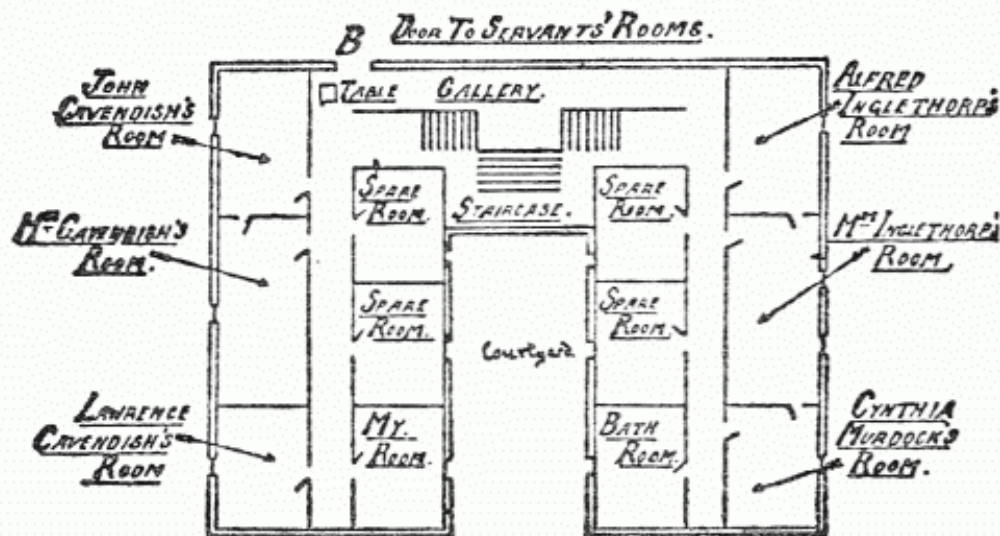 B DOOR TO SERVANTS' ROOMS.
JOHN
CAVENDISH'S
ROOM
TABLE GALLERY.
ALFRED
INGLETHORP'S
ROOM
SPARE
ROOM.
STAIRCASE.
SPARE
ROOM.
MRS CAVENDISH'S
ROOM.
MRS INGLETHORP'S
ROOM
SPARE
ROOM.
Courtyard
SPARE
ROOM.
LAWRENCE
CAVENDISH'S
ROOM
MY.
ROOM.
BATH
ROOM.
CYNTHIA
MURDOCK'S
ROOM.